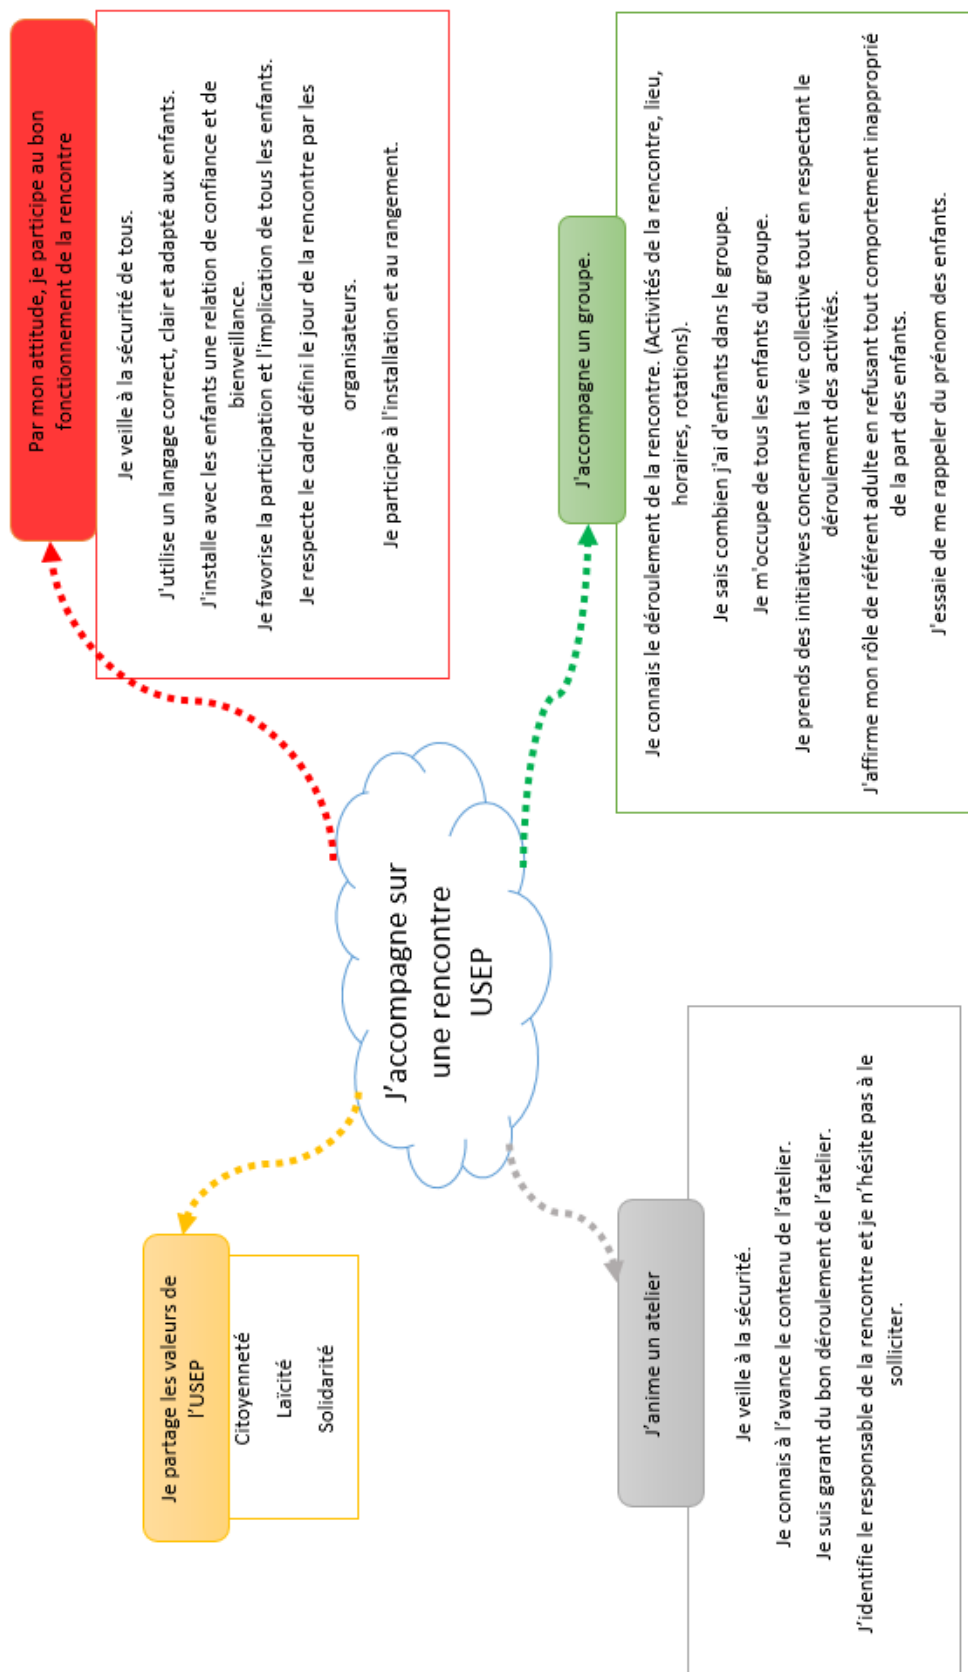 Je partage les valeurs de
l'USEP
Citoyenneté
Laïcité
Solidarité
Par mon attitude, je participe au bon
fonctionnement de la rencontre
Je veille à la sécurité de tous.
J'utilise un langage correct, clair et adapté aux enfants.
J'installe avec les enfants une relation de confiance et de
bienveillance.
Je favorise la participation et l'implication de tous les enfants.
Je respecte le cadre défini le jour de la rencontre par les
organisateurs.
Je participe à l'installation et au rangement.
J'accompagne sur
une rencontre
USEP
J'anime un atelier
Je veille à la sécurité.
Je connais à l'avance le contenu de l'atelier.
Je suis garant du bon déroulement de l'atelier.
J'identifie le responsable de la rencontre et je n'hésite pas à le
solliciter.
J'accompagne un groupe.
Je connais le déroulement de la rencontre. (Activités de la rencontre, lieu,
horaires, rotations).
Je sais combien j'ai d'enfants dans le groupe.
Je m'occupe de tous les enfants du groupe.
Je prends des initiatives concernant la vie collective tout en respectant le
déroulement des activités.
J'affirme mon rôle de référent adulte en refusant tout comportement inapproprié
de la part des enfants.
J'essaie de me rappeler du prénom des enfants.